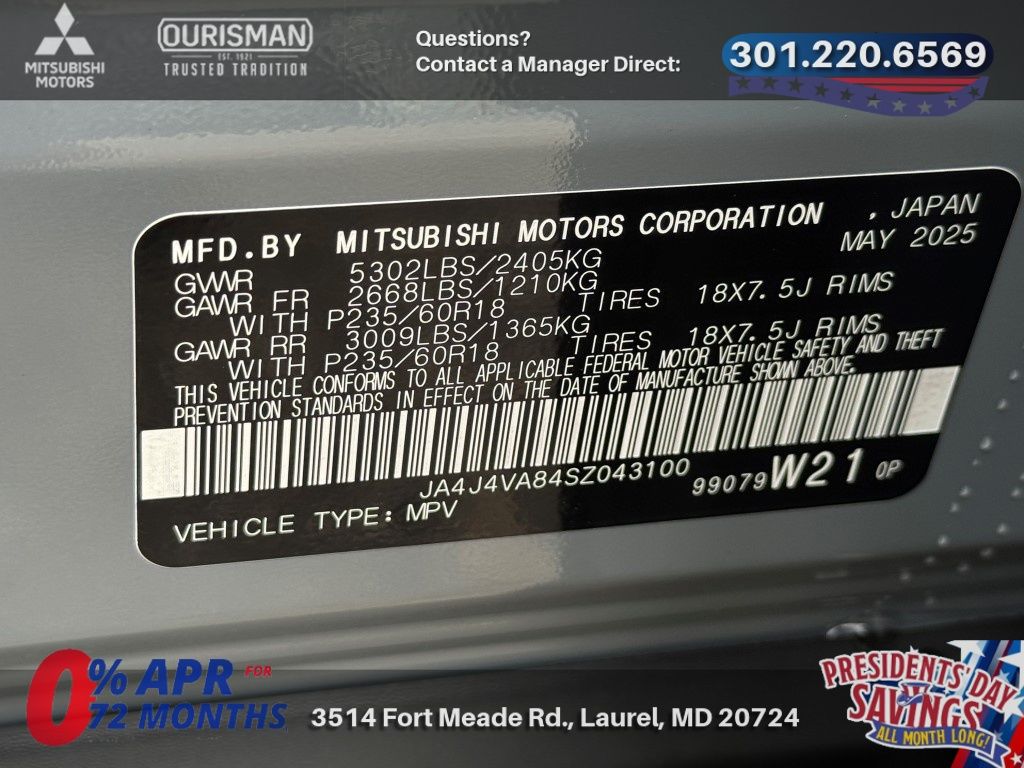 MITSUBISHI
MOTORS
OURISMAN
EST. 1921
TRUSTED TRADITION
Questions?
Contact a Manager Direct:
301.220.6569
MFD.BY MITSUBISHI MOTORS CORPORATION , JAPAN
MAY 2025
GVWR 5302LBS/2405KG
GAWR FR 2668LBS/1210KG
WITH P235/60R18 TIRES 18X7.5J RIMS
GAWR RR 3009LBS/1365KG
WITH P235/60R18 TIRES 18X7.5J RIMS
THIS VEHICLE CONFORMS TO ALL APPLICABLE FEDERAL MOTOR VEHICLE SAFETY AND THEFT
PREVENTION STANDARDS IN EFFECT ON THE DATE OF MANUFACTURE SHOWN ABOVE.
JA4J4VA84SZ043100
99079 W21 0P
VEHICLE TYPE: MPV
0% APR FOR
72 MONTHS
3514 Fort Meade Rd., Laurel, MD 20724
PRESIDENTS' DAY
SAVINGS
ALL MONTH LONG!